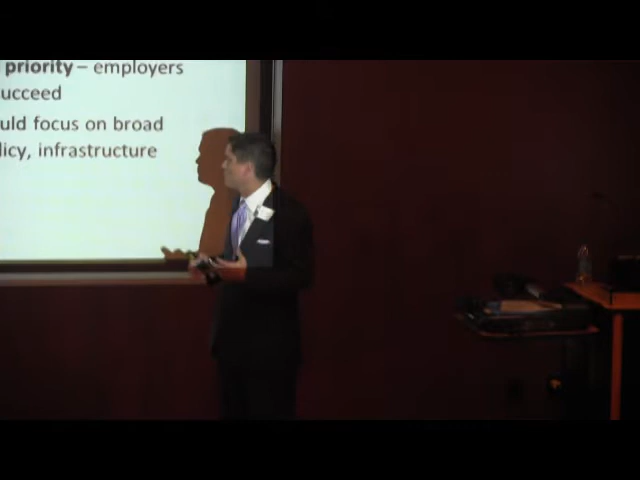 priority – employers
ucceed
uld focus on broad
licy, infrastructure